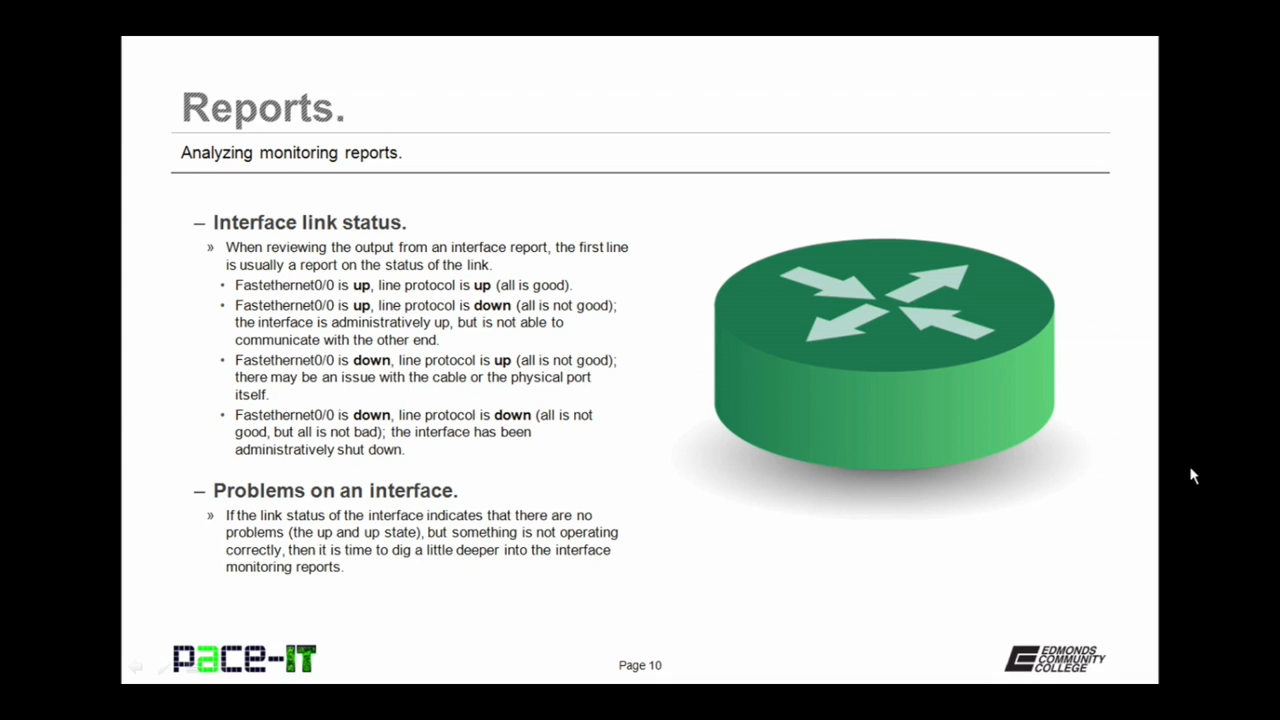 Reports.
Analyzing monitoring reports.
– Interface link status.
» When reviewing the output from an interface report, the first line
is usually a report on the status of the link.
• Fastethernet0/0 is up, line protocol is up (all is good).
• Fastethernet0/0 is up, line protocol is down (all is not good);
the interface is administratively up, but is not able to
communicate with the other end.
• Fastethernet0/0 is down, line protocol is up (all is not good);
there may be an issue with the cable or the physical port
itself.
• Fastethernet0/0 is down, line protocol is down (all is not
good, but all is not bad); the interface has been
administratively shut down.
– Problems on an interface.
» If the link status of the interface indicates that there are no
problems (the up and up state), but something is not operating
correctly, then it is time to dig a little deeper into the interface
monitoring reports.
pace-IT
Page 10
EDMONDS
COMMUNITY
COLLEGE